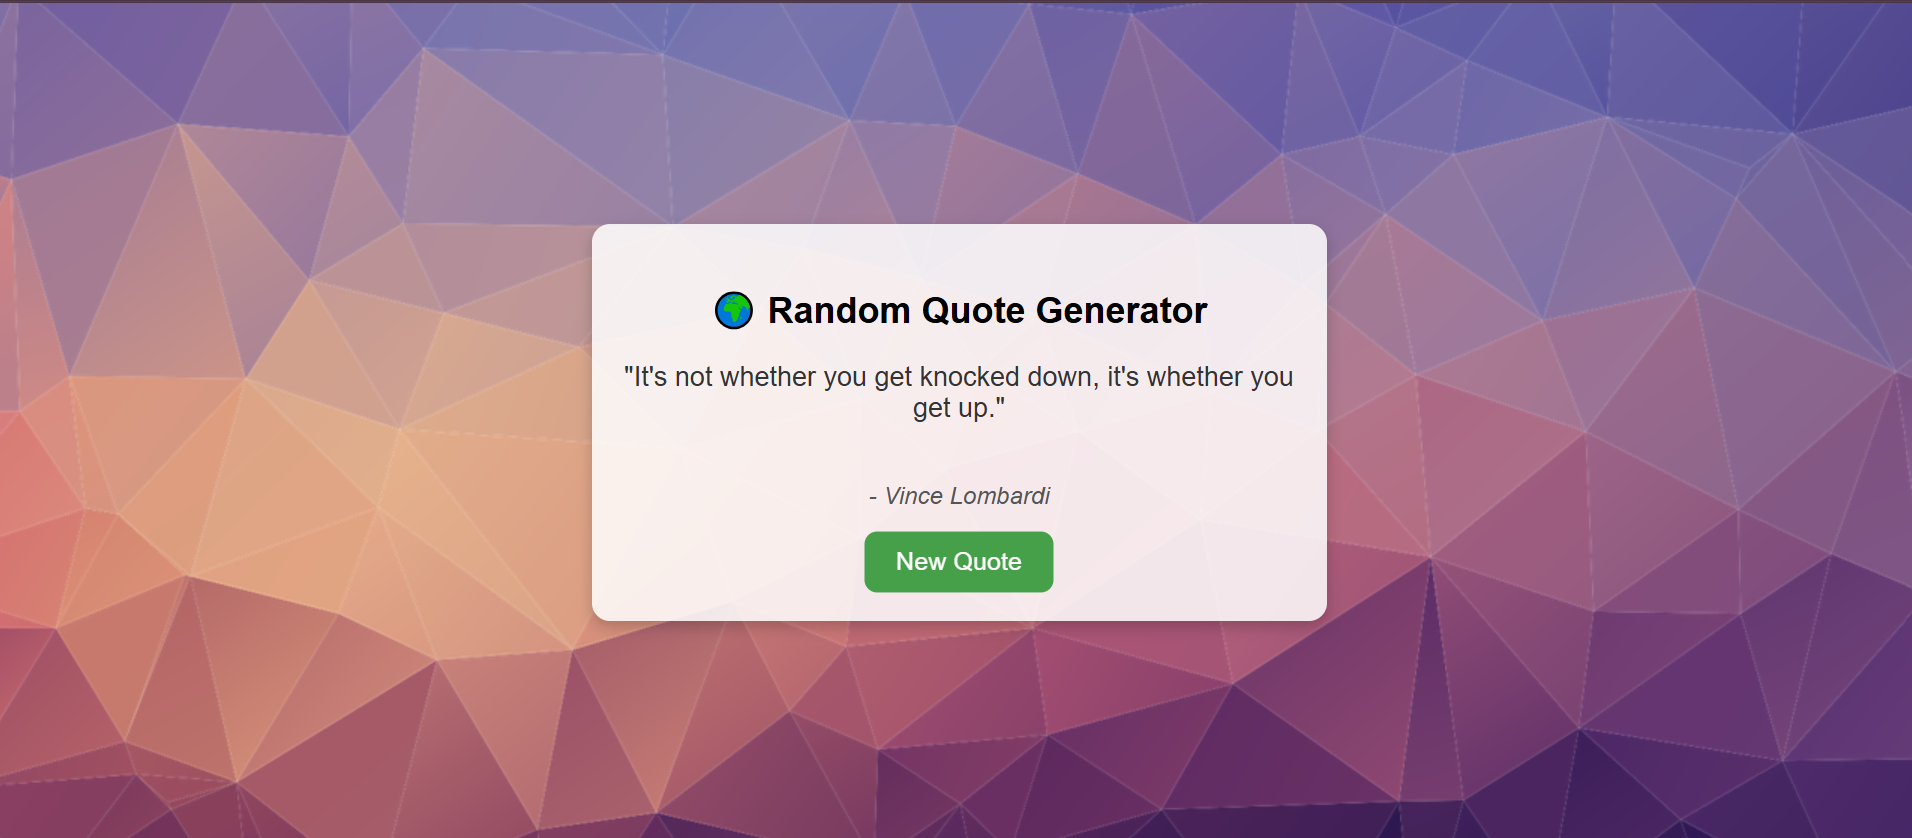 🌍 Random Quote Generator
"It's not whether you get knocked down, it's whether you
get up."
- Vince Lombardi
New Quote